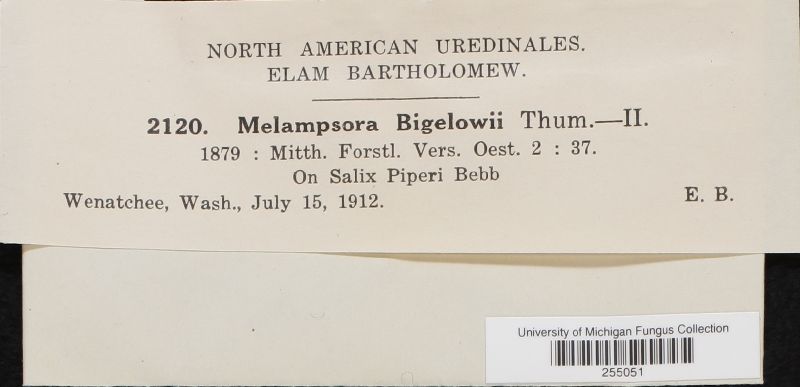 NORTH AMERICAN UREDINALES.
ELAM BARTHOLOMEW.
2120. Melampsora Bigelowii Thum.—II.
1879 : Mitth. Forstl. Vers. Oest. 2 : 37.
On Salix Piperi Bebb
Wenatchee, Wash., July 15, 1912. E. B.
University of Michigan Fungus Collection
255051